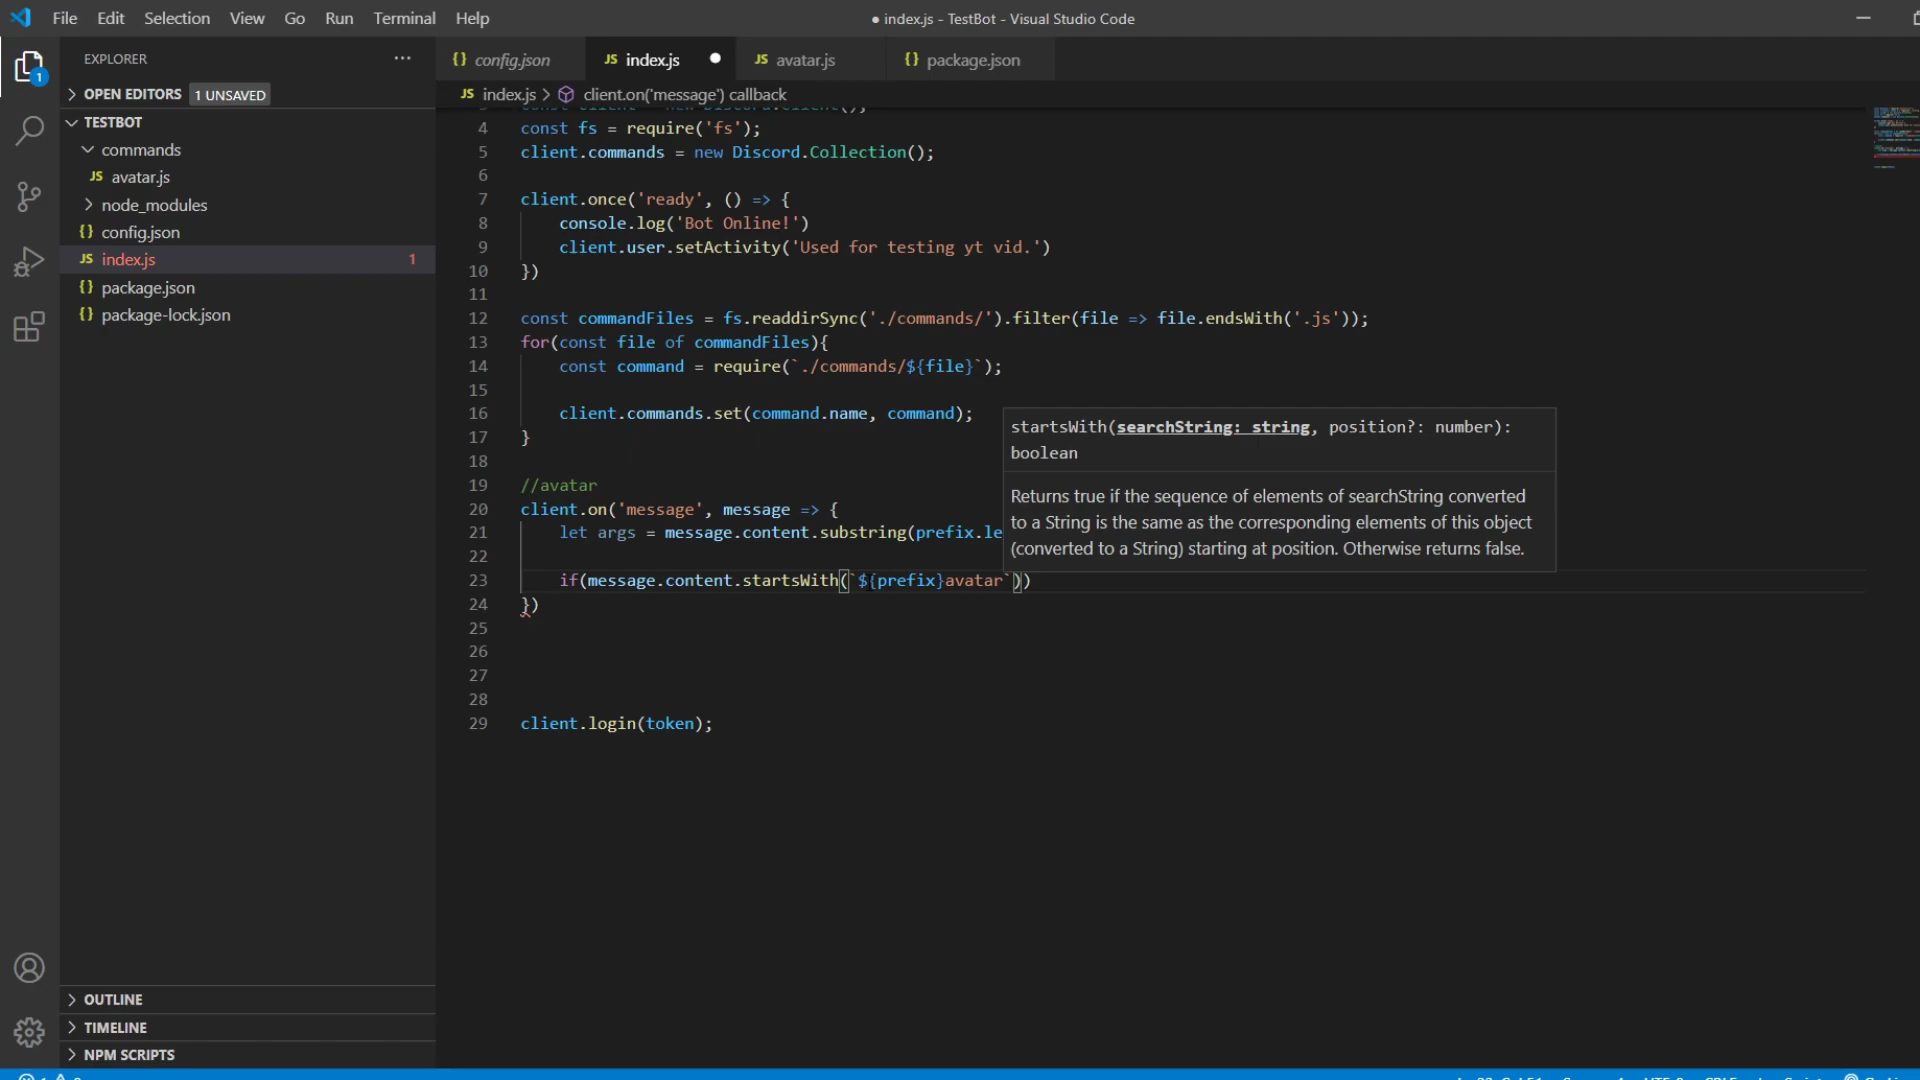 File Edit Selection View Go Run Terminal Help
● index.js - TestBot - Visual Studio Code
EXPLORER
{} config.json
JS index.js ●
JS avatar.js
{} package.json
OPEN EDITORS 1 UNSAVED
JS index.js > client.on('message') callback
TESTBOT
commands
JS avatar.js
node_modules
{} config.json
JS index.js 1
{} package.json
{} package-lock.json
4 const fs = require('fs');
5 client.commands = new Discord.Collection();
6
7 client.once('ready', () => {
8 console.log('Bot Online!')
9 client.user.setActivity('Used for testing yt vid.')
10 })
11
12 const commandFiles = fs.readdirSync('./commands/').filter(file => file.endsWith('.js'));
13 for(const file of commandFiles){
14 const command = require(`./commands/${file}`);
15
16 client.commands.set(command.name, command);
17 }
18
19 //avatar
20 client.on('message', message => {
21 let args = message.content.substring(prefix.le
22
23 if(message.content.startsWith(`${prefix}avatar`))
24 })
25
26
27
28
29 client.login(token);
startsWith(searchString: string, position?: number):
boolean
Returns true if the sequence of elements of searchString converted
to a String is the same as the corresponding elements of this object
(converted to a String) starting at position. Otherwise returns false.
1
OUTLINE
TIMELINE
NPM SCRIPTS